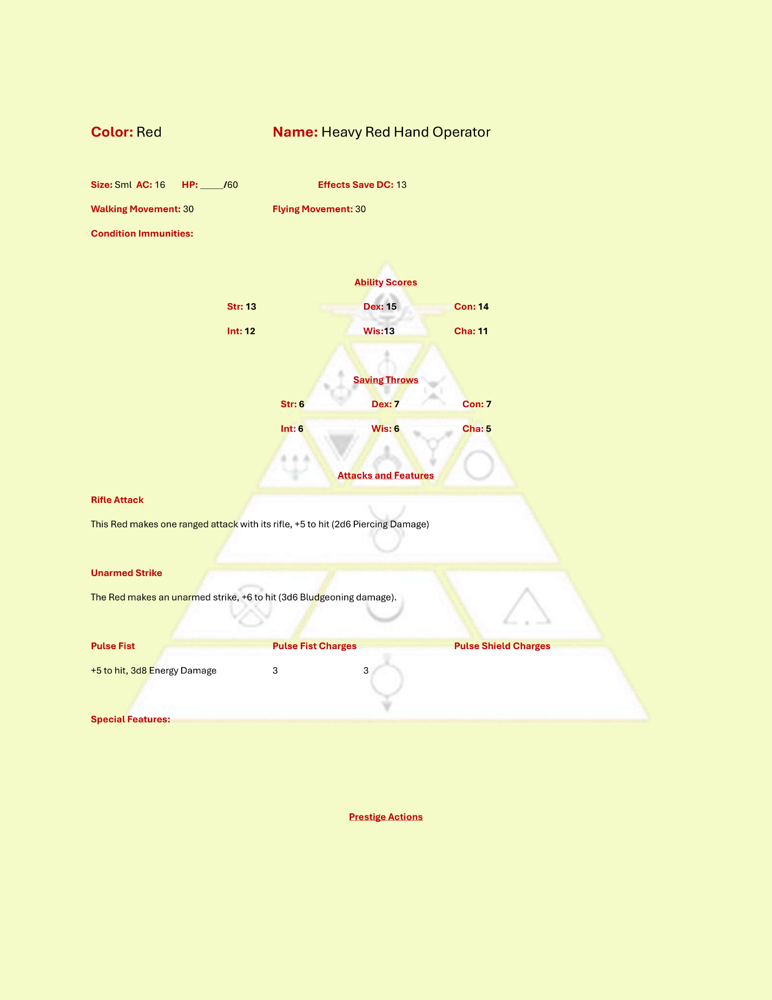 Color: Red Name: Heavy Red Hand Operator
Size: Sml AC: 16 HP: _____/60 Effects Save DC: 13
Walking Movement: 30 Flying Movement: 30
Condition Immunities:
Ability Scores
Str: 13 Dex: 15 Con: 14
Int: 12 Wis:13 Cha: 11
Saving Throws
Str: 6 Dex: 7 Con: 7
Int: 6 Wis: 6 Cha: 5
Attacks and Features
Rifle Attack
This Red makes one ranged attack with its rifle, +5 to hit (2d6 Piercing Damage)
Unarmed Strike
The Red makes an unarmed strike, +6 to hit (3d6 Bludgeoning damage).
Pulse Fist Pulse Fist Charges Pulse Shield Charges
+5 to hit, 3d8 Energy Damage 3 3
Special Features:
Prestige Actions